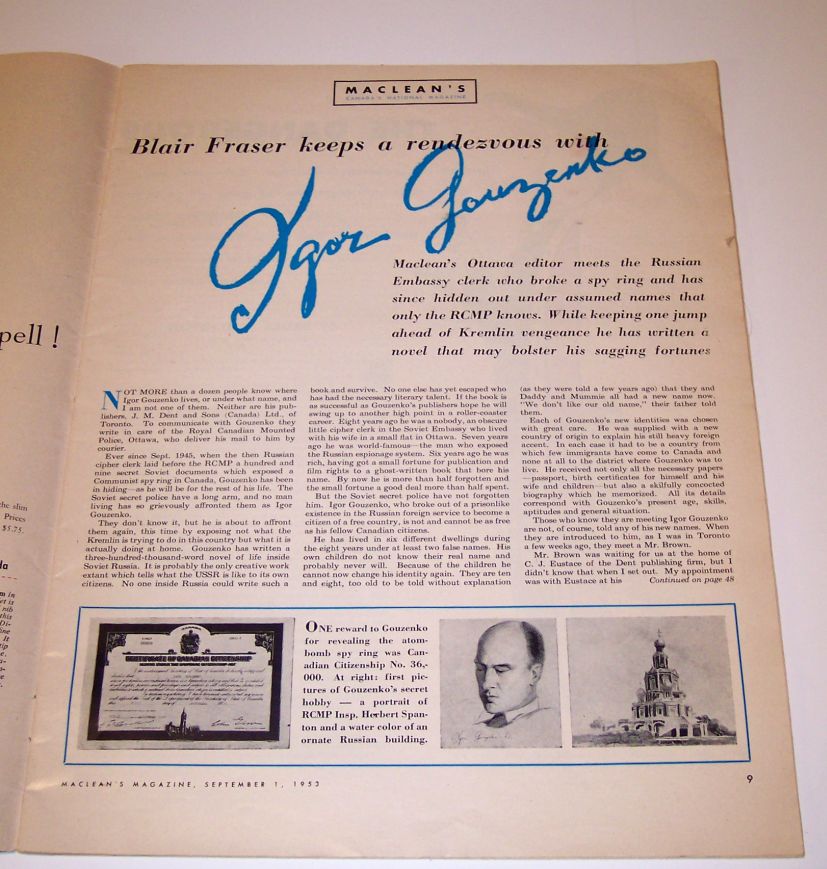 MACLEAN'S
CANADA'S NATIONAL MAGAZINE
Blair Fraser keeps a rendezvous with
Igor Gouzenko
Maclean's Ottawa editor meets the Russian
Embassy clerk who broke a spy ring and has
since hidden out under assumed names that
only the RCMP knows. While keeping one jump
ahead of Kremlin vengeance he has written a
novel that may bolster his sagging fortunes
NOT MORE than a dozen people know where
Igor Gouzenko lives, or under what name, and
I am not one of them. Neither are his pub-
lishers, J. M. Dent and Sons (Canada) Ltd., of
Toronto. To communicate with Gouzenko they
write in care of the Royal Canadian Mounted
Police, Ottawa, who deliver his mail to him by
courier.
Ever since Sept. 1945, when the then Russian
cipher clerk laid before the RCMP a hundred and
nine secret Soviet documents which exposed a
Communist spy ring in Canada, Gouzenko has been
in hiding—as he will be for the rest of his life. The
Soviet secret police have a long arm, and no man
living has so grievously affronted them as Igor
Gouzenko.
They don't know it, but he is about to affront
them again, this time by exposing not what the
Kremlin is trying to do in this country but what it is
actually doing at home. Gouzenko has written a
three-hundred-thousand-word novel of life inside
Soviet Russia. It is probably the only creative work
extant which tells what the USSR is like to its own
citizens. No one inside Russia could write such a
book and survive. No one else has yet escaped who
has had the necessary literary talent. If the book is
as successful as Gouzenko's publishers hope he will
swing up to another high point in a roller-coaster
career. Eight years ago he was a nobody, an obscure
little cipher clerk in the Soviet Embassy who lived
with his wife in a small flat in Ottawa. Seven years
ago he was world-famous—the man who exposed
the Russian espionage system. Six years ago he was
rich, having got a small fortune for publication and
film rights to a ghost-written book that bore his
name. By now he is more than half forgotten and
the small fortune a good deal more than half spent.
But the Soviet secret police have not forgotten
him. Igor Gouzenko, who broke out of a prisonlike
existence in the Russian foreign service to become a
citizen of a free country, is not and cannot be as free
as his fellow Canadian citizens.
He has lived in six different dwellings during
the eight years under at least two false names. His
own children do not know their real name and
probably never will. Because of the children he
cannot now change his identity again. They are ten
and eight, too old to be told without explanation
(as they were told a few years ago) that they and
Daddy and Mummie all had a new name now.
"We don't like our old name," their father told
them.
Each of Gouzenko's new identities was chosen
with great care. He was supplied with a new
country of origin to explain his still heavy foreign
accent. In each case it had to be a country from
which few immigrants have come to Canada and
none at all to the district where Gouzenko was to
live. He received not only all the necessary papers
—passport, birth certificates for himself and his
wife and children—but also a skilfully concocted
biography which he memorized. All its details
correspond with Gouzenko's present age, skills,
aptitudes and general situation.
Those who know they are meeting Igor Gouzenko
are not, of course, told any of his new names. When
they are introduced to him, as I was in Toronto
a few weeks ago, they meet a Mr. Brown.
Mr. Brown was waiting for us at the home of
C. J. Eustace of the Dent publishing firm, but I
didn't know that when I set out. My appointment
was with Eustace at his Continued on page 48
CERTIFICATE OF CANADIAN CITIZENSHIP
ONE reward to Gouzenko
for revealing the atom-
bomb spy ring was Can-
adian Citizenship No. 36,-
000. At right: first pic-
tures of Gouzenko's secret
hobby — a portrait of
RCMP Insp. Herbert Span-
ton and a water color of an
ornate Russian building.
MACLEAN'S MAGAZINE, SEPTEMBER 1, 1953
9
pell !
the slim
Prices
$5.75.